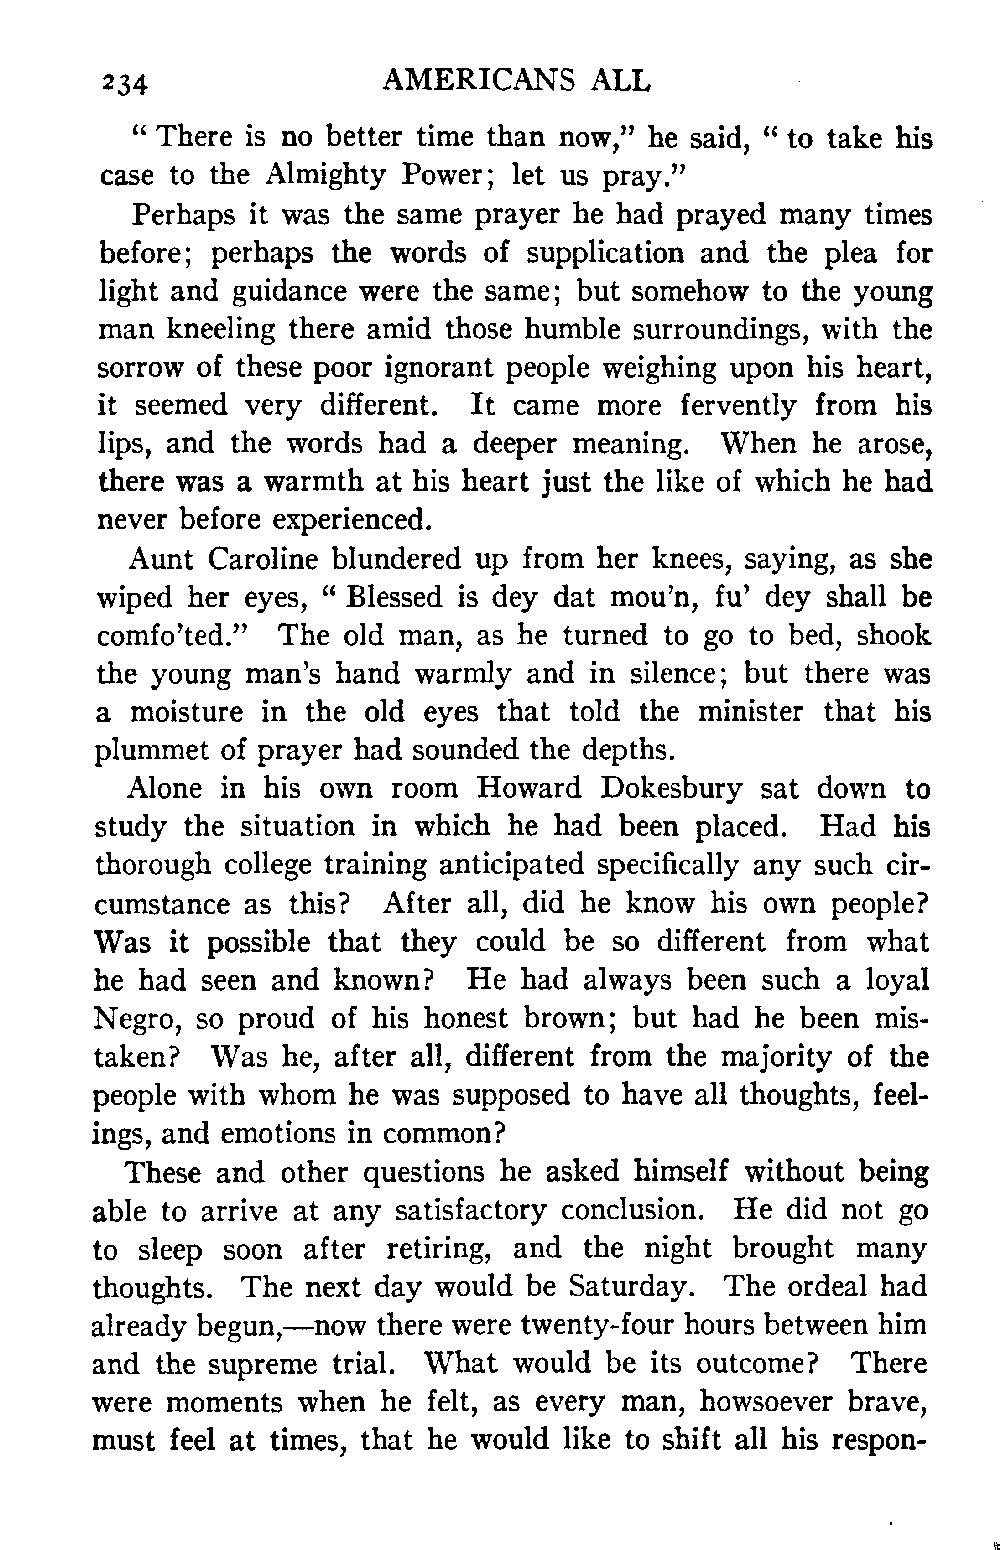 234 AMERICANS ALL
“ There is no better time than now,” he said, “ to take his
case to the Almighty Power; let us pray.”
Perhaps it was the same prayer he had prayed many times
before; perhaps the words of supplication and the plea for
light and guidance were the same; but somehow to the young
man kneeling there amid those humble surroundings, with the
sorrow of these poor ignorant people weighing upon his heart,
it seemed very different. It came more fervently from his
lips, and the words had a deeper meaning. When he arose,
there was a warmth at his heart just the like of which he had
never before experienced.
Aunt Caroline blundered up from her knees, saying, as she
wiped her eyes, “ Blessed is dey dat mou’n, fu’ dey shall be
comfo’ted.” The old man, as he turned to go to bed, shook
the young man’s hand warmly and in silence; but there was
a moisture in the old eyes that told the minister that his
plummet of prayer had sounded the depths.
Alone in his own room Howard Dokesbury sat down to
study the situation in which he had been placed. Had his
thorough college training anticipated specifically any such cir-
cumstance as this? After all, did he know his own people?
Was it possible that they could be so different from what
he had seen and known? He had always been such a loyal
Negro, so proud of his honest brown; but had he been mis-
taken? Was he, after all, different from the majority of the
people with whom he was supposed to have all thoughts, feel-
ings, and emotions in common?
These and other questions he asked himself without being
able to arrive at any satisfactory conclusion. He did not go
to sleep soon after retiring, and the night brought many
thoughts. The next day would be Saturday. The ordeal had
already begun,—now there were twenty-four hours between him
and the supreme trial. What would be its outcome? There
were moments when he felt, as every man, howsoever brave,
must feel at times, that he would like to shift all his respon-